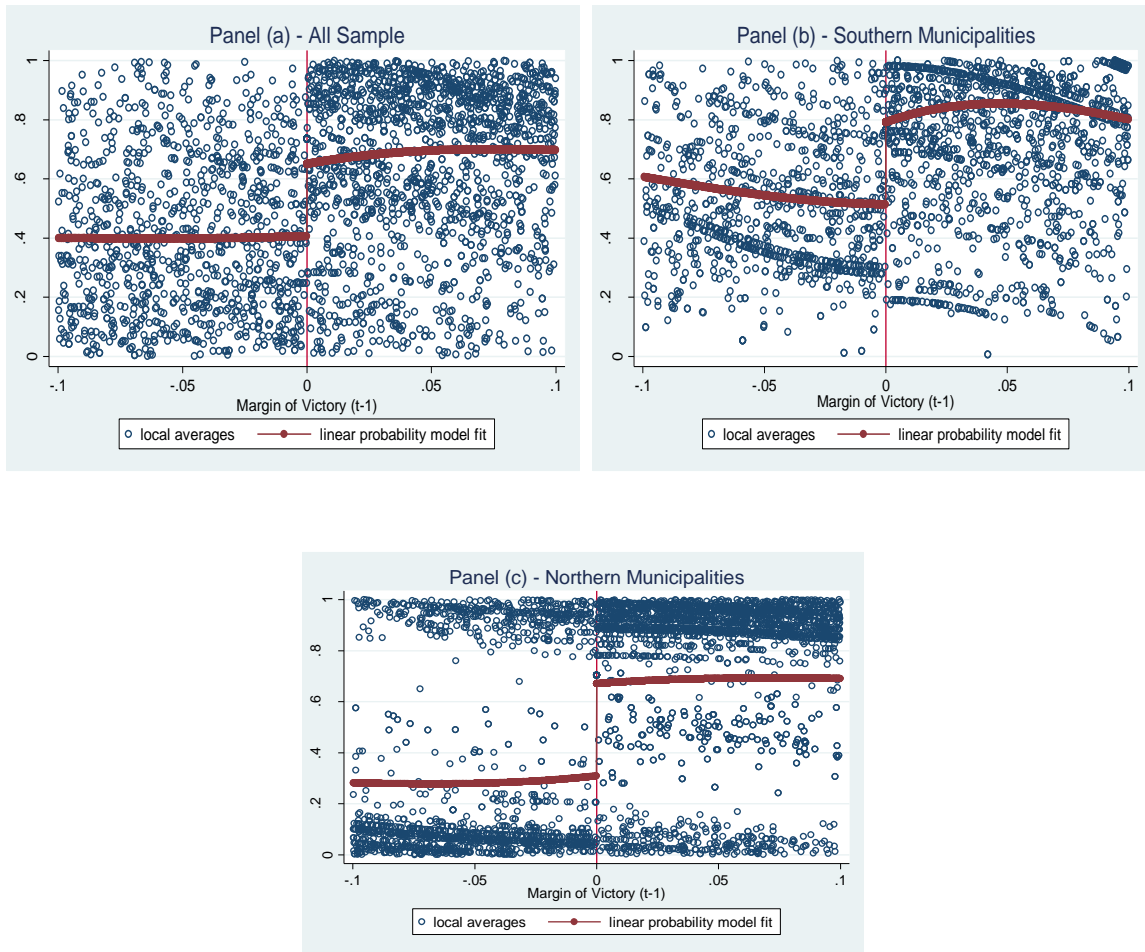 Panel (a) - All Sample
1
.8
.6
.4
.2
0
-.1
-.05
0
.05
.1
Margin of Victory (t-1)
local averages
linear probability model fit
Panel (b) - Southern Municipalities
1
.8
.6
.4
.2
0
-.1
-.05
0
.05
.1
Margin of Victory (t-1)
local averages
linear probability model fit
Panel (c) - Northern Municipalities
1
.8
.6
.4
.2
0
-.1
-.05
0
.05
.1
Margin of Victory (t-1)
local averages
linear probability model fit